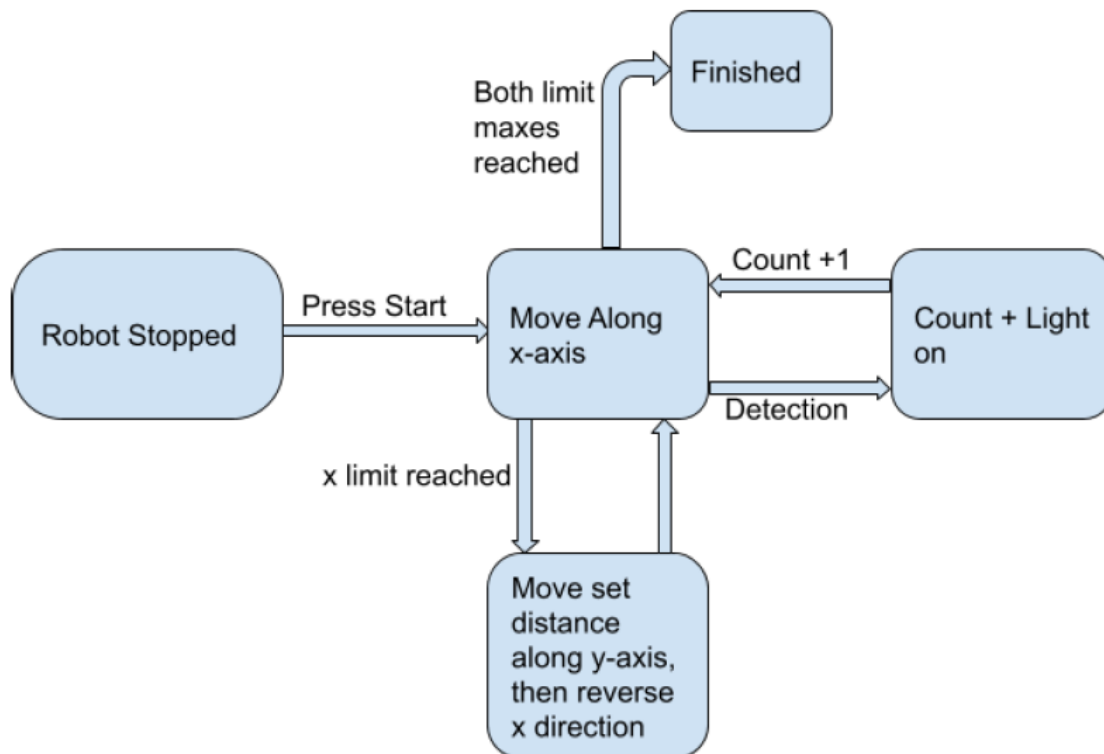 Finished
Both limit
maxes
reached
Robot Stopped
Press Start
Move Along
x-axis
Count +1
Count + Light
on
Detection
x limit reached
Move set
distance
along y-axis,
then reverse
x direction